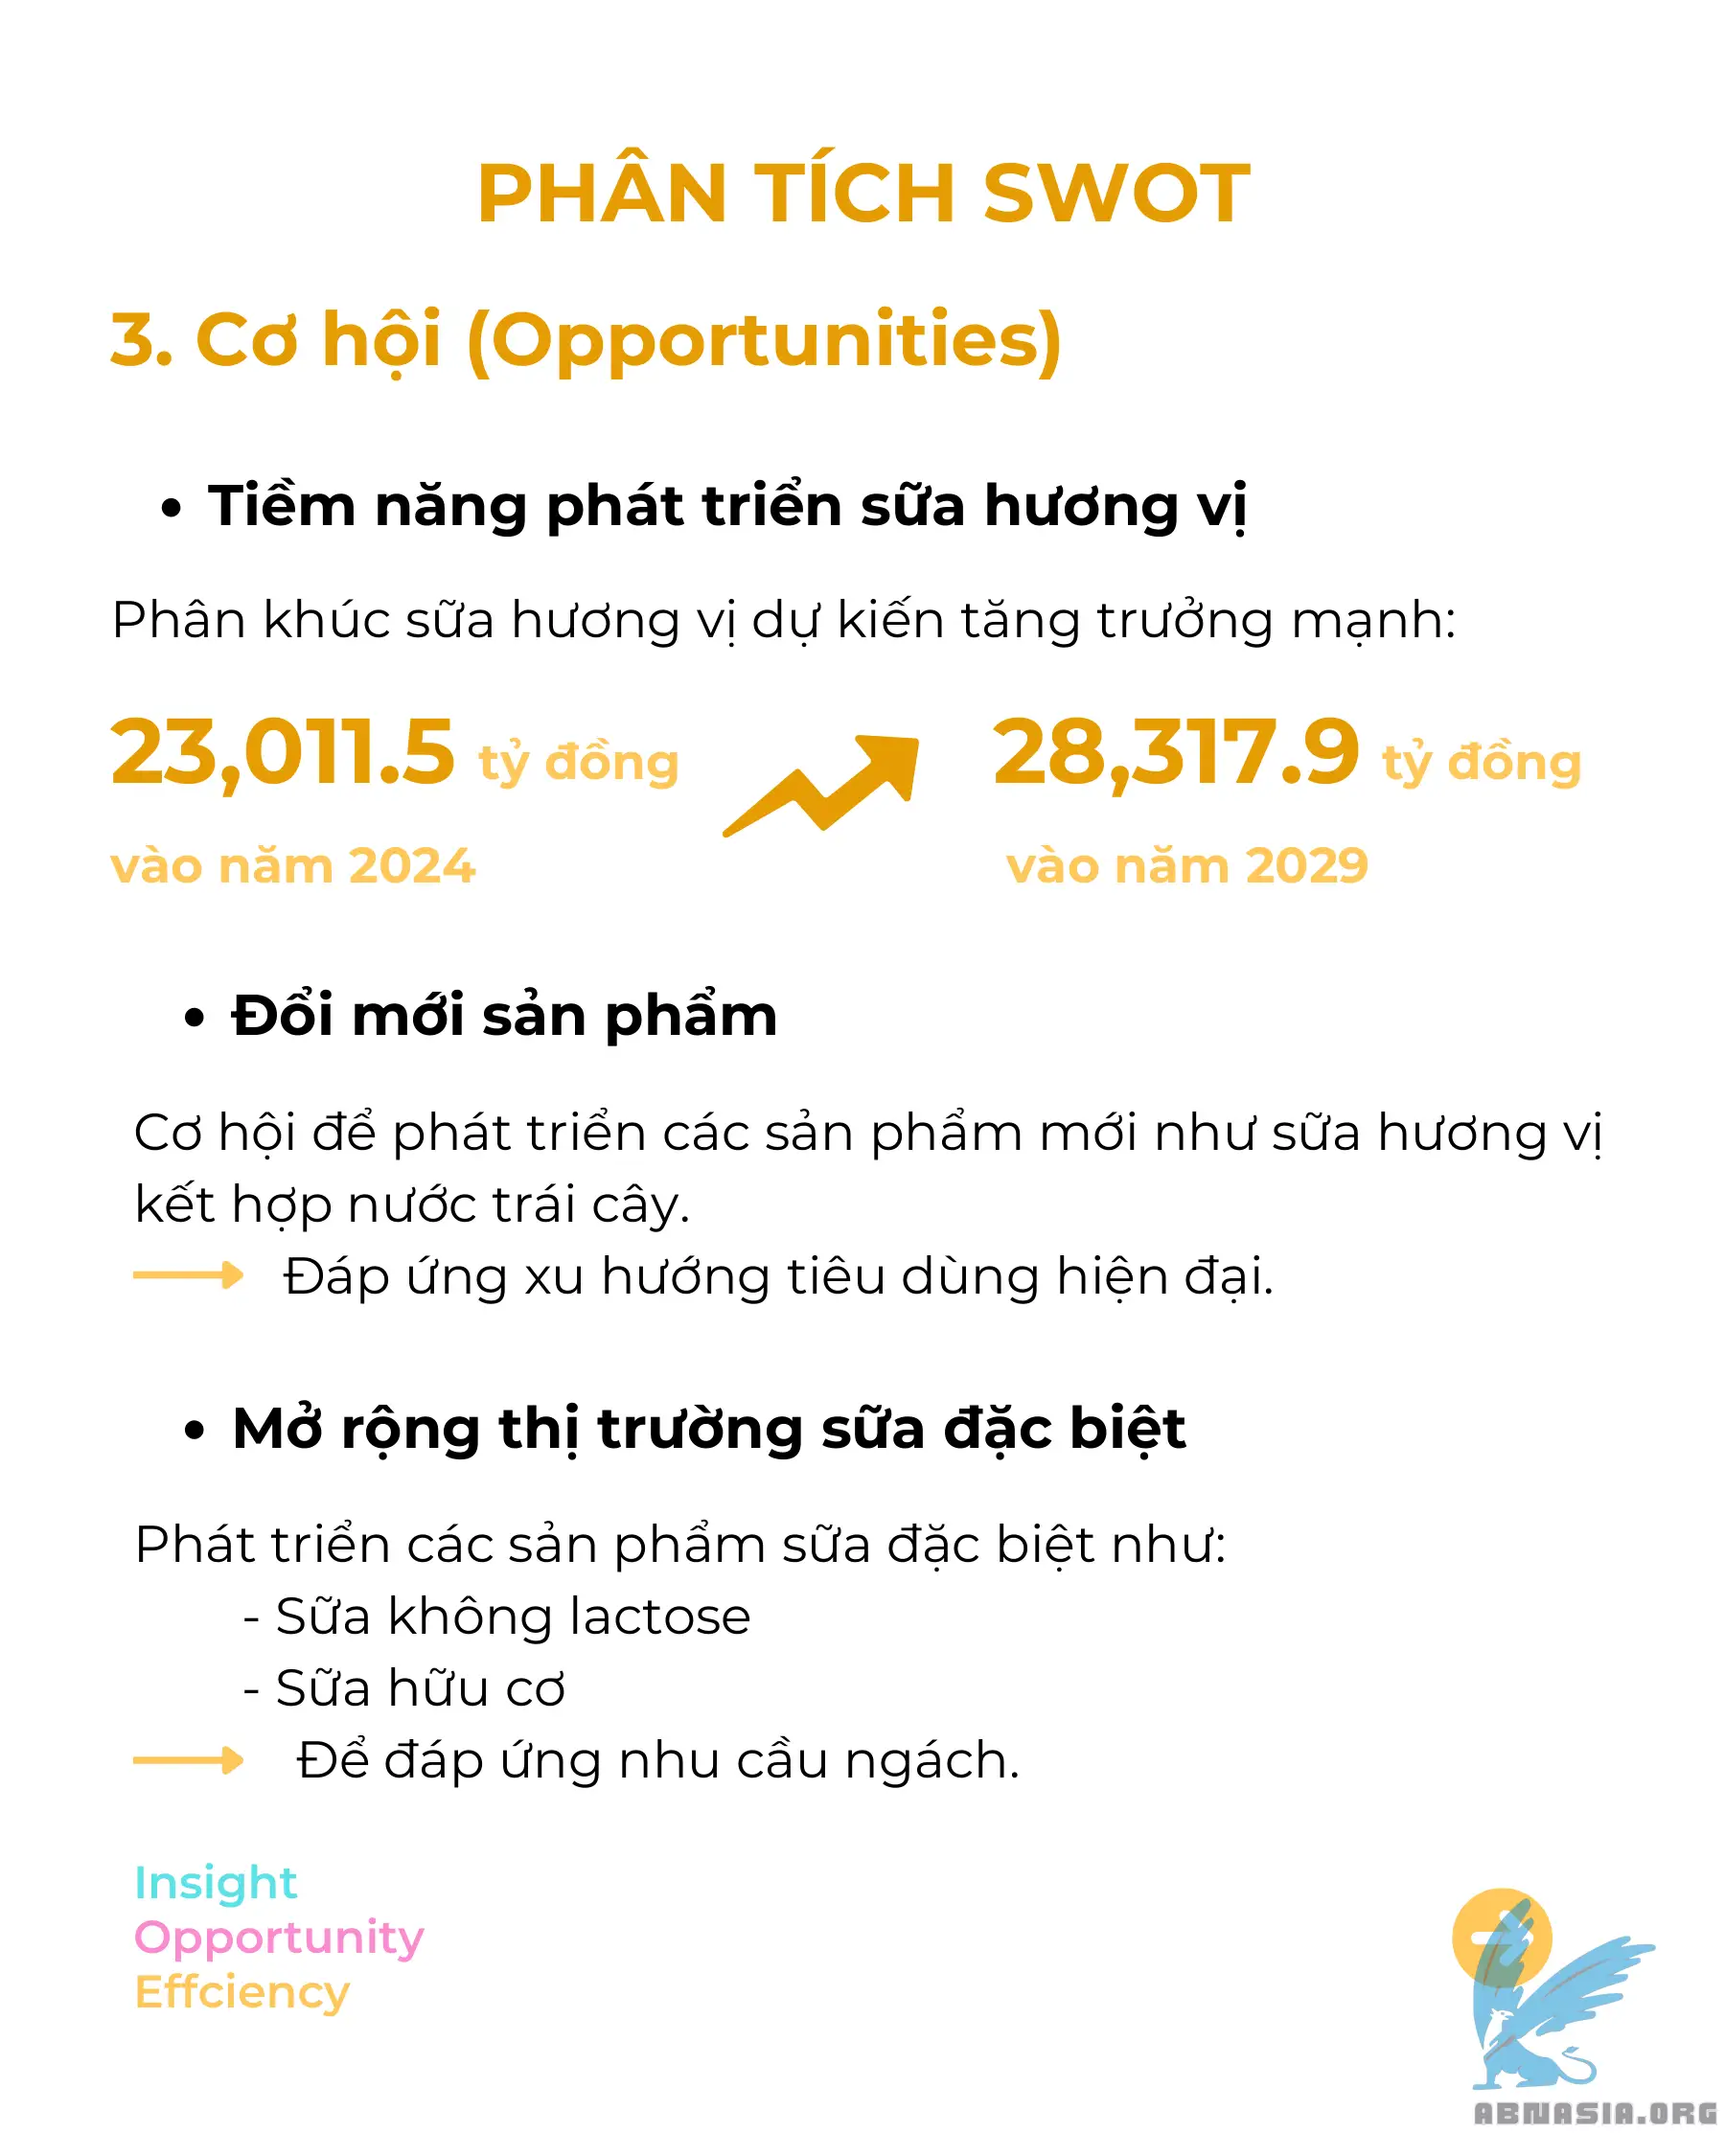 PHÂN TÍCH SWOT
3. Cơ hội (Opportunities)
• Tiềm năng phát triển sữa hương vị
Phân khúc sữa hương vị dự kiến tăng trưởng mạnh:
23,011.5 tỷ đồng 28,317.9 tỷ đồng
vào năm 2024 vào năm 2029
• Đổi mới sản phẩm
Cơ hội để phát triển các sản phẩm mới như sữa hương vị
kết hợp nước trái cây.
Đáp ứng xu hướng tiêu dùng hiện đại.
• Mở rộng thị trường sữa đặc biệt
Phát triển các sản phẩm sữa đặc biệt như:
- Sữa không lactose
- Sữa hữu cơ
Để đáp ứng nhu cầu ngách.
Insight
Opportunity
Effciency
ABNASIA.ORG